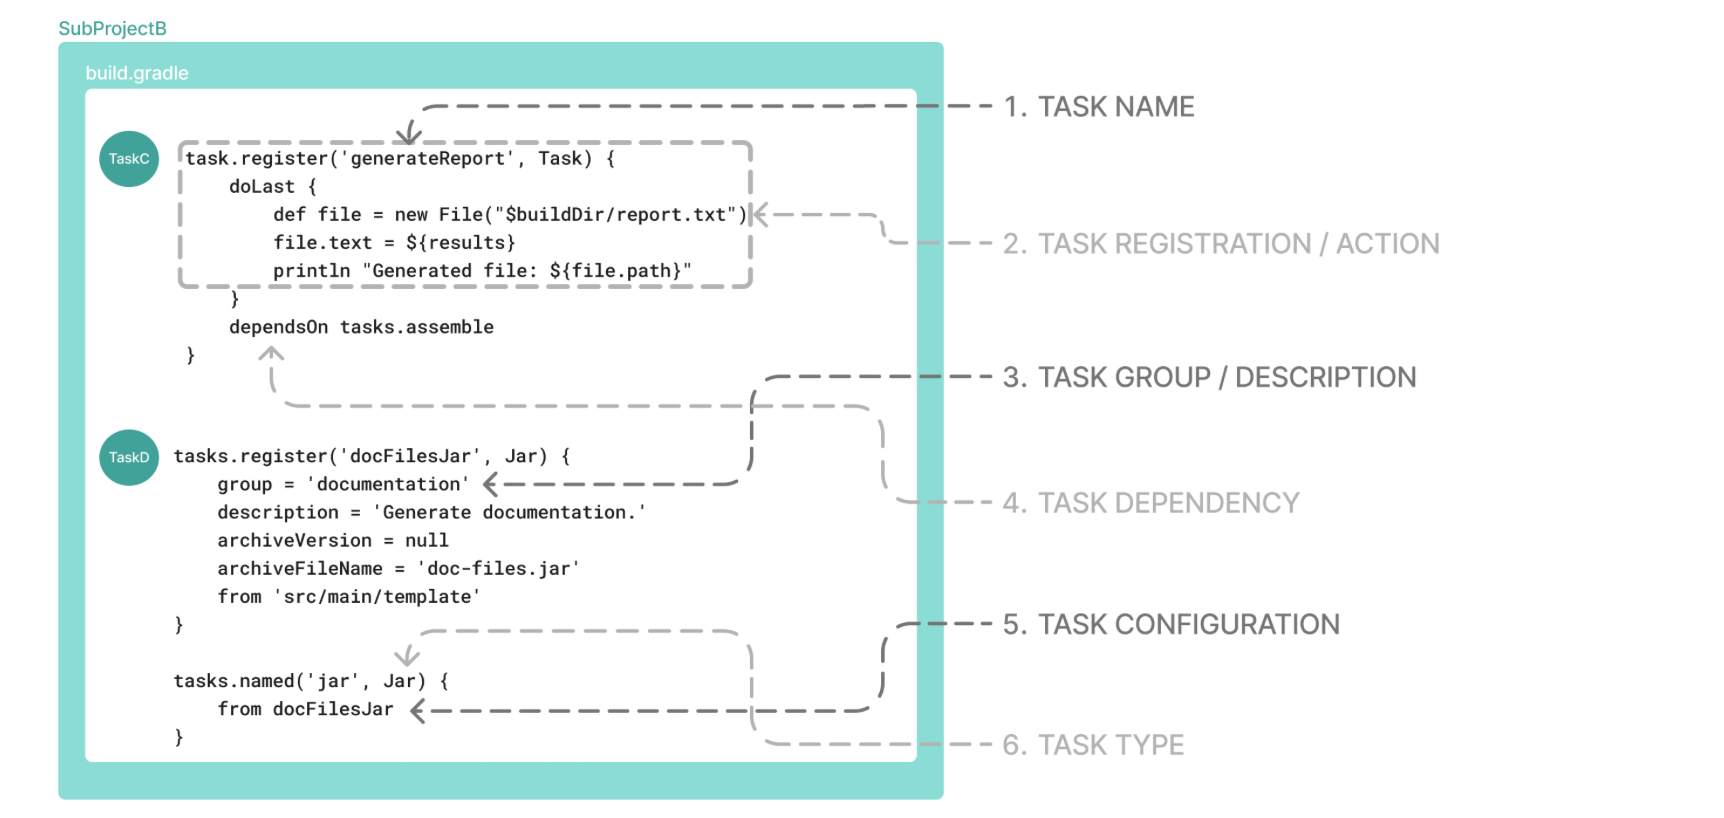 SubProjectB
build.gradle
TaskC
task.register('generateReport', Task) {
doLast {
def file = new File("$buildDir/report.txt")
file.text = ${results}
println "Generated file: ${file.path}"
}
dependsOn tasks.assemble
}
TaskD
tasks.register('docFilesJar', Jar) {
group = 'documentation'
description = 'Generate documentation.'
archiveVersion = null
archiveFileName = 'doc-files.jar'
from 'src/main/template'
}
tasks.named('jar', Jar) {
from docFilesJar
}
1. TASK NAME
2. TASK REGISTRATION / ACTION
3. TASK GROUP / DESCRIPTION
4. TASK DEPENDENCY
5. TASK CONFIGURATION
6. TASK TYPE